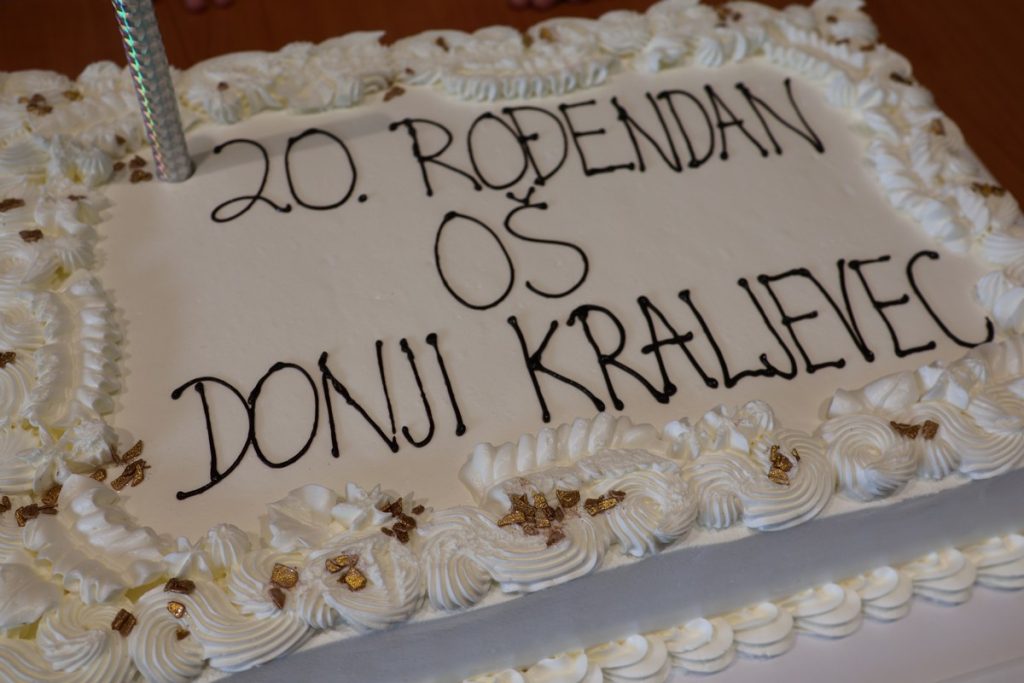 20. ROĐENDAN
OŠ
DONJI KRALJEVEC